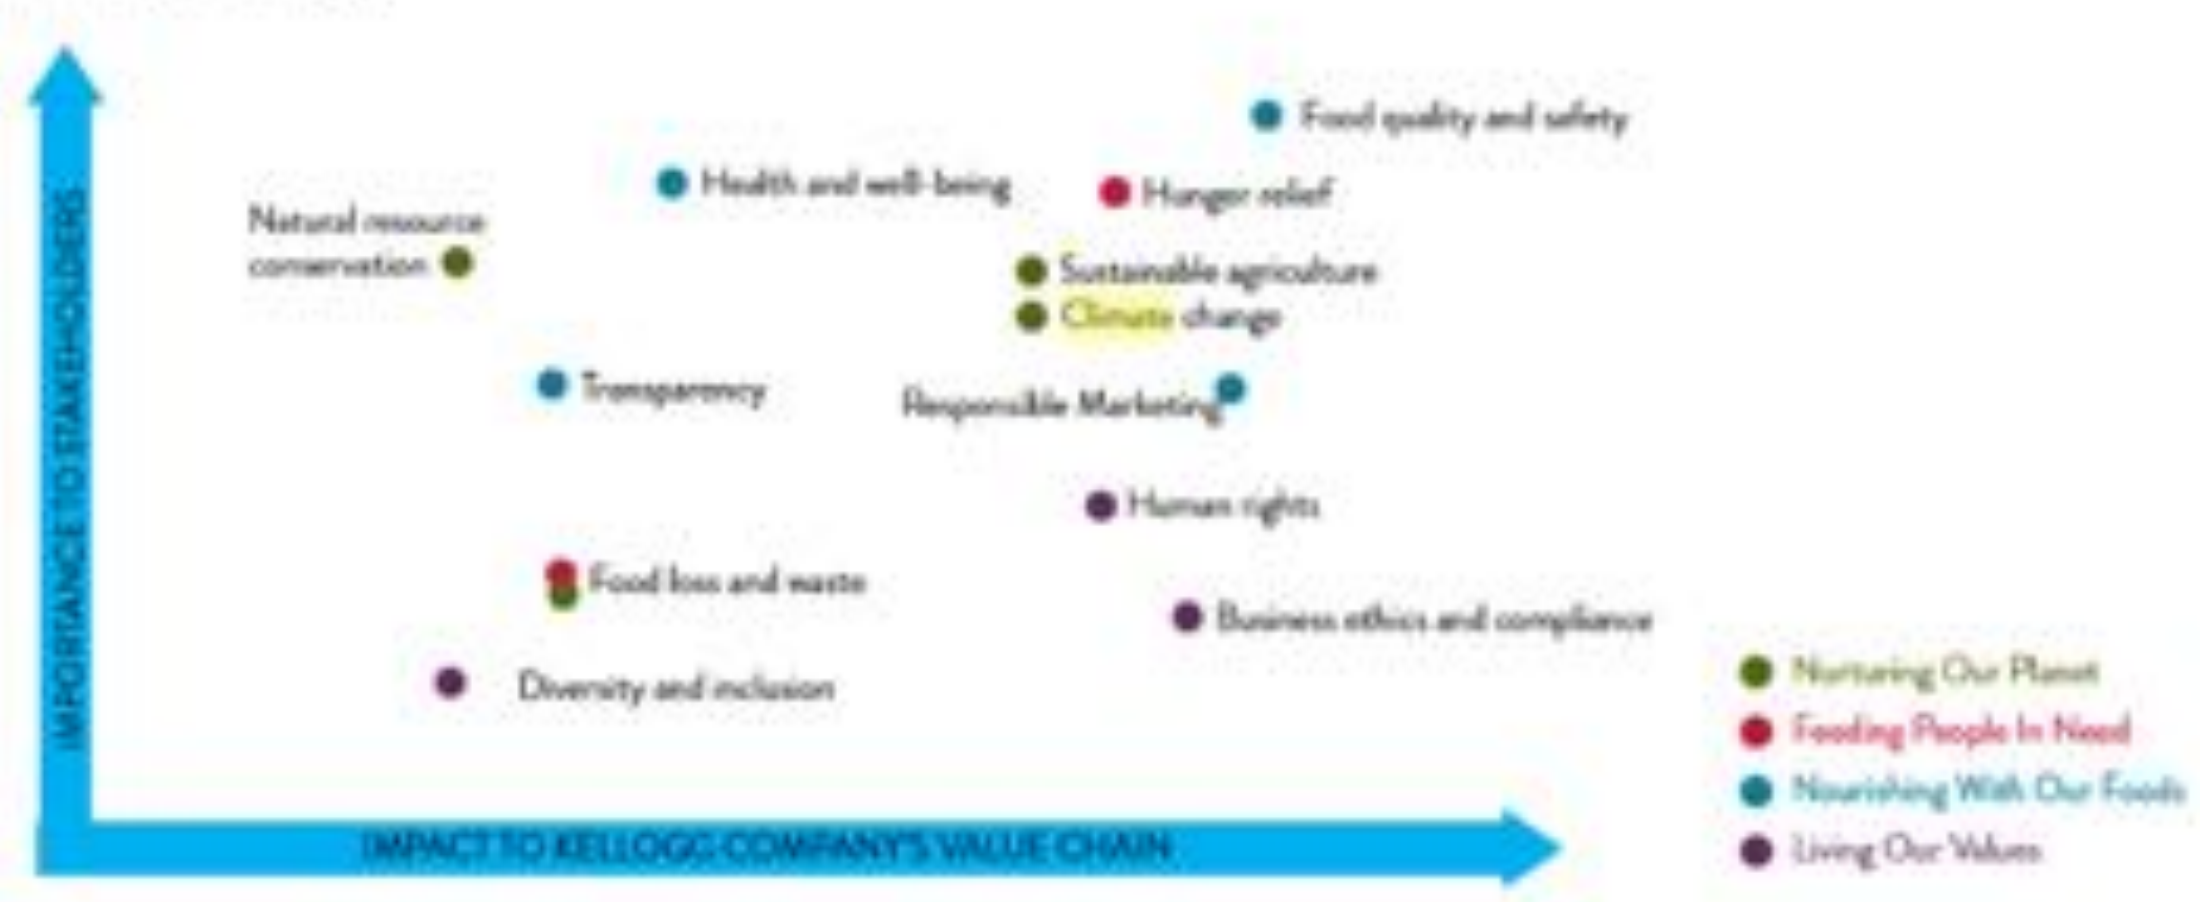 IMPORTANCE TO STAKEHOLDERS
Food quality and safety
Health and well-being
Hunger relief
Natural resource
conservation
Sustainable agriculture
Climate change
Transparency
Responsible Marketing
Human rights
Food loss and waste
Business ethics and compliance
Diversity and inclusion
IMPACT TO KELLOGG COMPANY'S VALUE CHAIN
Nurturing Our Planet
Feeding People In Need
Nourishing With Our Foods
Living Our Values